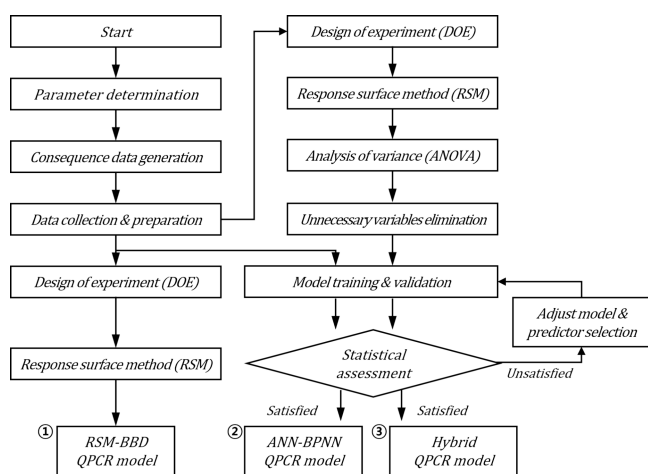 Start
Parameter determination
Consequence data generation
Data collection & preparation
Design of experiment (DOE)
Response surface method (RSM)
①
RSM-BBD
QPCR model
Design of experiment (DOE)
Response surface method (RSM)
Analysis of variance (ANOVA)
Unnecessary variables elimination
Model training & validation
Adjust model &
predictor selection
Statistical
assessment
Unsatisfied
Satisfied
Satisfied
②
ANN-BPNN
QPCR model
③
Hybrid
QPCR model